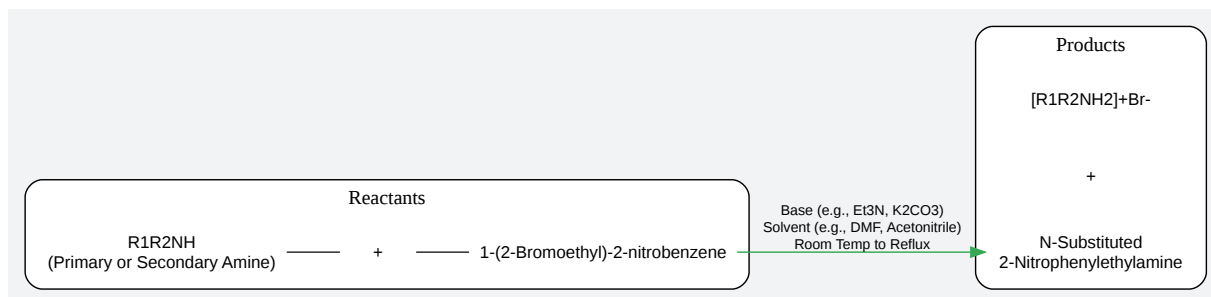 Reactants
R1R2NH
(Primary or Secondary Amine)
+
1-(2-Bromoethyl)-2-nitrobenzene
Base (e.g., Et3N, K2CO3)
Solvent (e.g., DMF, Acetonitrile)
Room Temp to Reflux
Products
[R1R2NH2]+Br-
+
N-Substituted
2-Nitrophenylethylamine